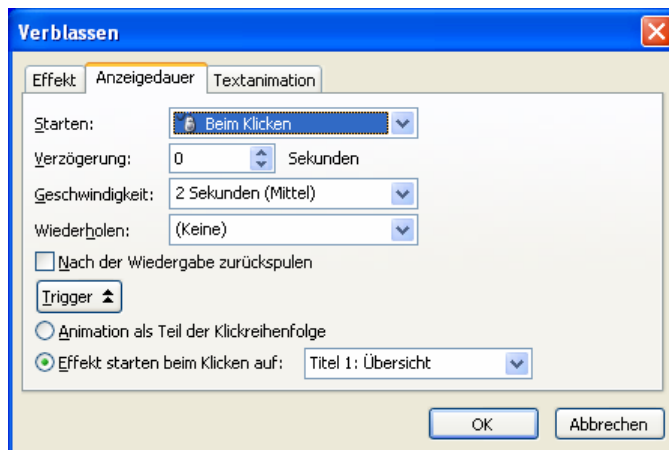 Verblassen
Effekt Anzeigedauer Textanimation
Starten: Beim Klicken
Verzögerung: 0 Sekunden
Geschwindigkeit: 2 Sekunden (Mittel)
Wiederholen: (Keine)
Nach der Wiedergabe zurückspulen
Trigger
Animation als Teil der Klickreihenfolge
Effekt starten beim Klicken auf: Titel 1: Übersicht
OK Abbrechen